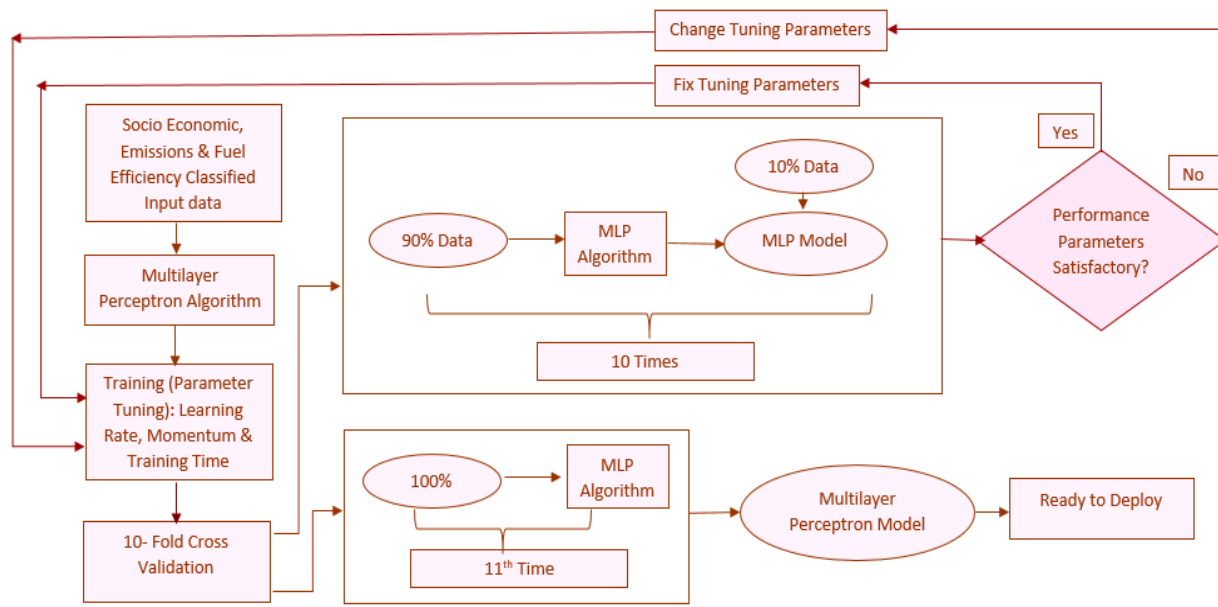 Change Tuning Parameters
Fix Tuning Parameters
Socio Economic,
Emissions & Fuel
Efficiency Classified
Input data
Yes
10% Data
No
90% Data
MLP
Algorithm
MLP Model
Performance
Parameters
Satisfactory?
Multilayer
Perceptron Algorithm
10 Times
Training (Parameter
Tuning): Learning
Rate, Momentum &
Training Time
100%
MLP
Algorithm
Multilayer
Perceptron Model
Ready to Deploy
10- Fold Cross
Validation
11th Time